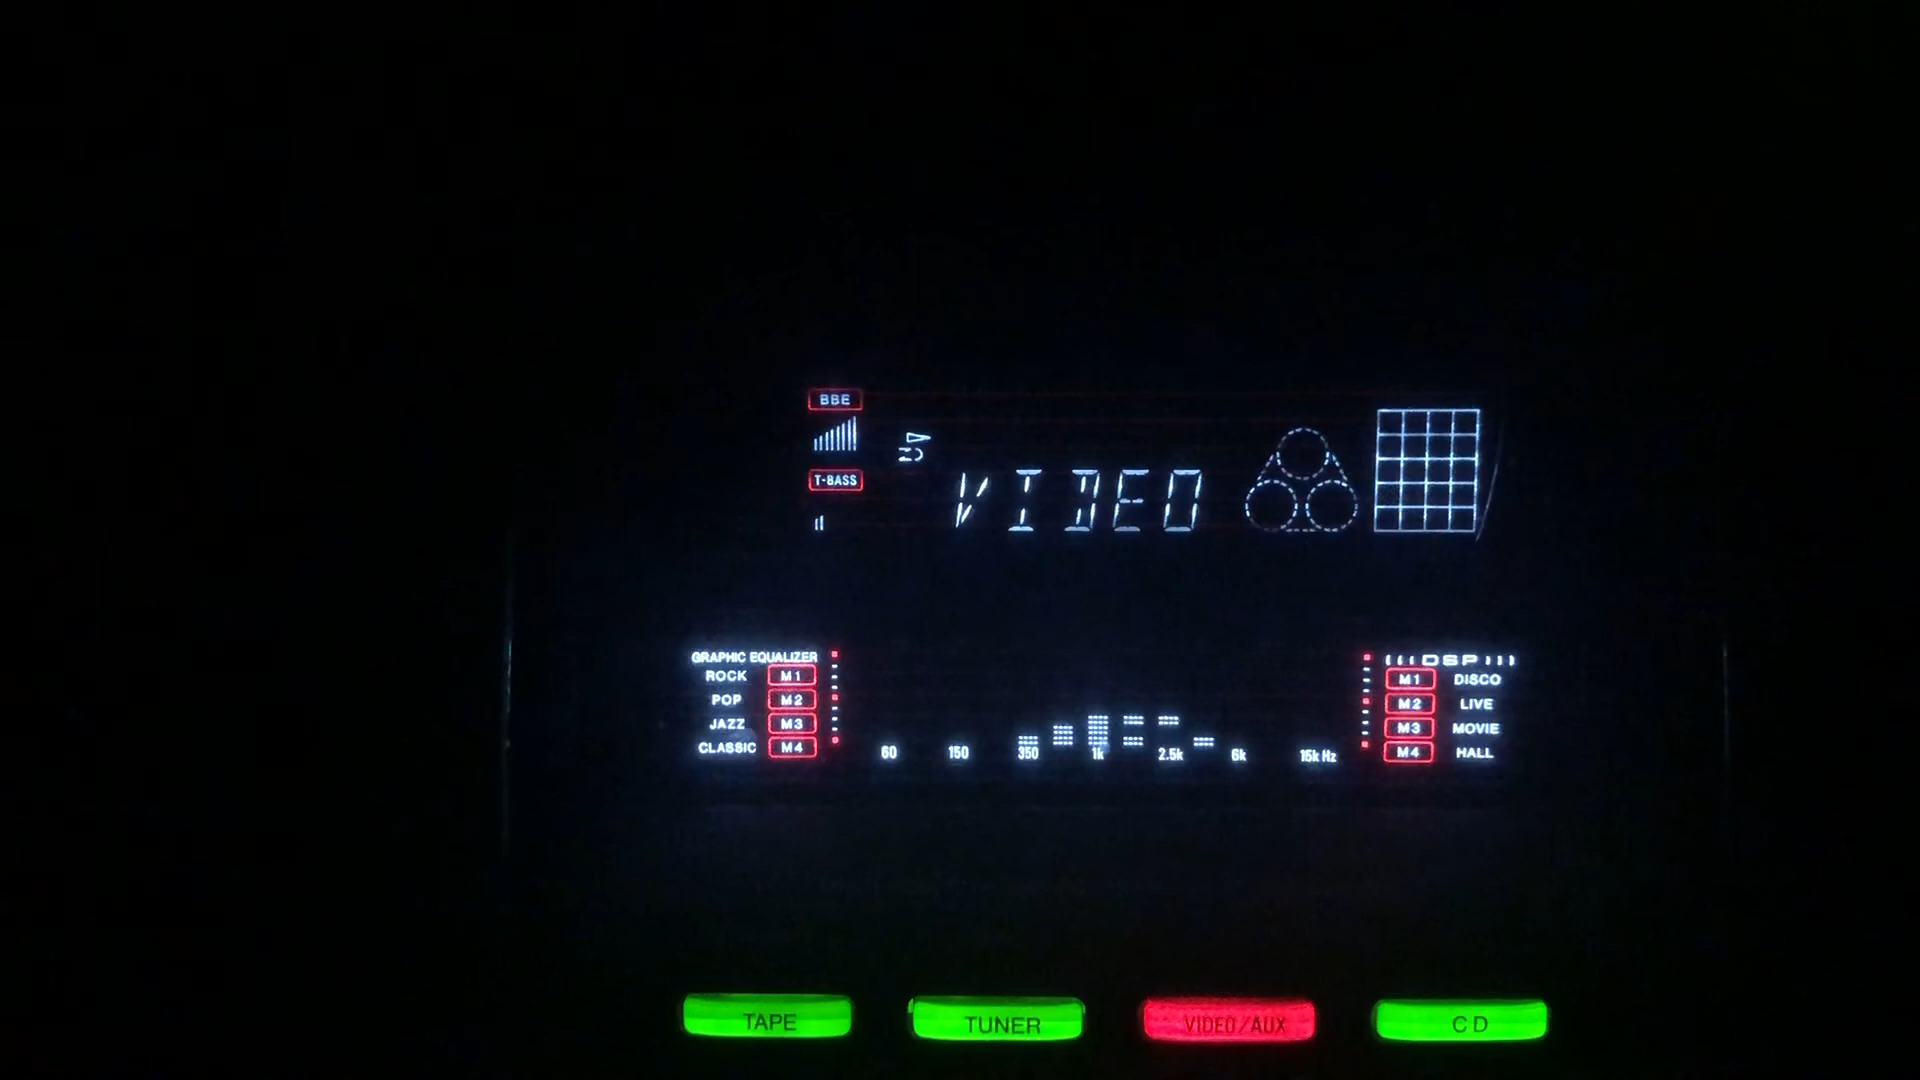 BBE
T-BASS
VIDEO
GRAPHIC EQUALIZER
ROCK M1
POP M2
JAZZ M3
CLASSIC M4
60 150 350 1k 2.5k 6k 15k Hz
DSP
M1 DISCO
M2 LIVE
M3 MOVIE
M4 HALL
TAPE TUNER VIDEO/AUX CD